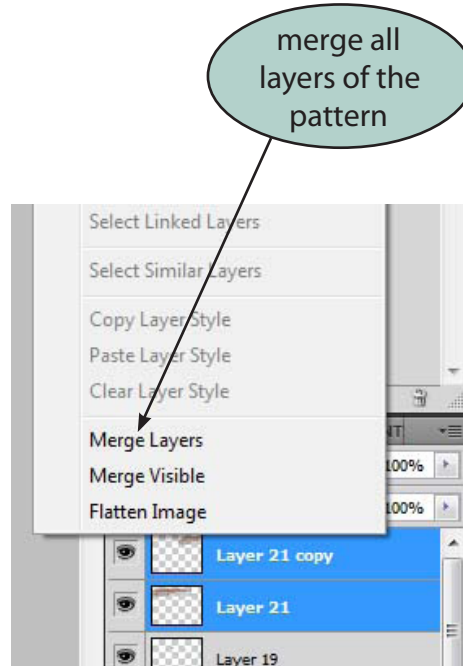 merge all
layers of the
pattern
Select Linked Layers
Select Similar Layers
Copy Layer Style
Paste Layer Style
Clear Layer Style
Merge Layers
Merge Visible
Flatten Image
NT
100%
100%
Layer 21 copy
Layer 21
Layer 19